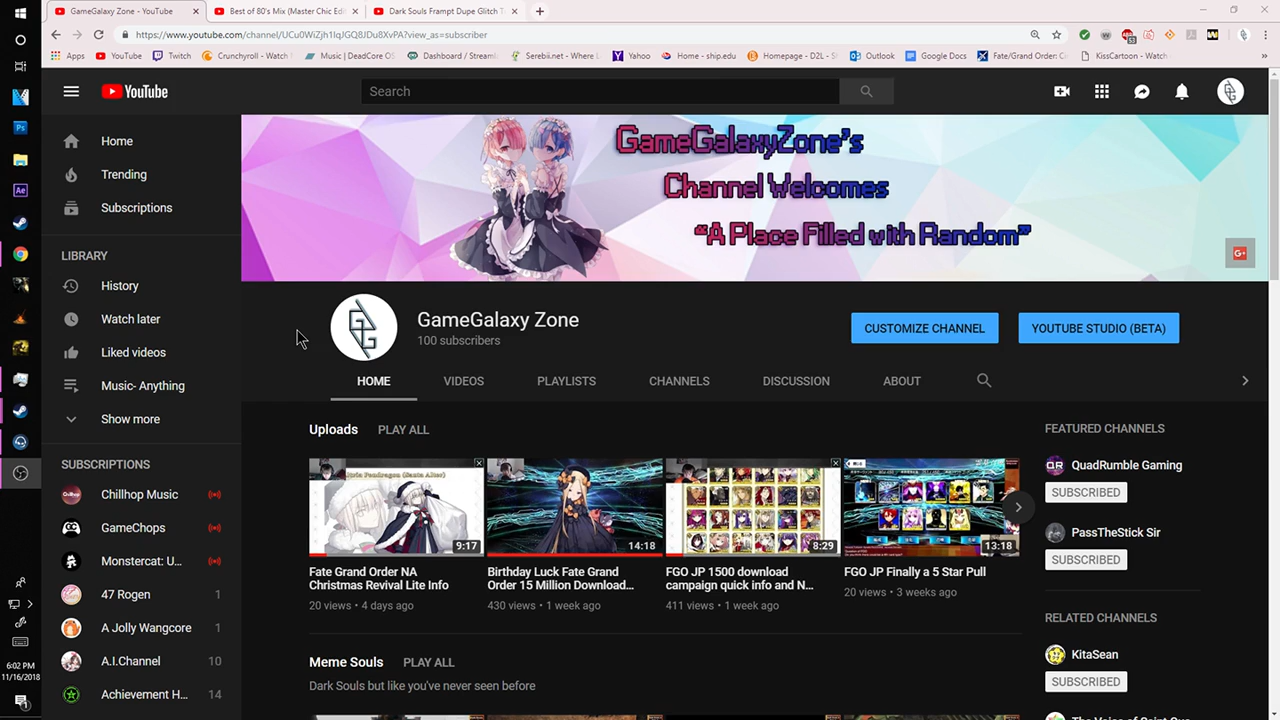 GameGalaxy Zone - YouTube
Best of 80's Mix (Master Chic Edit
Dark Souls Frampt Dupe Glitch T
https://www.youtube.com/channel/UCu0WiZjh1IqJGQ8JDu8XvPA?view_as=subscriber
Apps
YouTube
Twitch
Crunchyroll - Watch
Music | DeadCore OS
Dashboard / Streaml
Serebii.net - Where L
Yahoo
Home - ship.edu
Homepage - D2L - Sh
Outlook
Google Docs
Fate/Grand Order: C
KissCartoon - Watch
YouTube
Search
Home
Trending
Subscriptions
LIBRARY
History
Watch later
Liked videos
Music- Anything
Show more
SUBSCRIPTIONS
Chillhop Music
GameChops
Monstercat: U...
47 Rogen 1
A Jolly Wangcore 1
A.I.Channel 10
Achievement H... 14
GameGalaxyZone's
Channel Welcomes
"A Place Filled with Random"
GameGalaxy Zone
100 subscribers
CUSTOMIZE CHANNEL
YOUTUBE STUDIO (BETA)
HOME
VIDEOS
PLAYLISTS
CHANNELS
DISCUSSION
ABOUT
Uploads PLAY ALL
9:17
Fate Grand Order NA
Christmas Revival Lite Info
20 views • 4 days ago
14:18
Birthday Luck Fate Grand
Order 15 Million Download...
430 views • 1 week ago
8:29
FGO JP 1500 download
campaign quick info and N...
411 views • 1 week ago
13:18
FGO JP Finally a 5 Star Pull
20 views • 3 weeks ago
Meme Souls PLAY ALL
Dark Souls but like you've never seen before
FEATURED CHANNELS
QuadRumble Gaming
SUBSCRIBED
PassTheStick Sir
SUBSCRIBED
RELATED CHANNELS
KitaSean
SUBSCRIBED
6:02 PM
11/16/2018